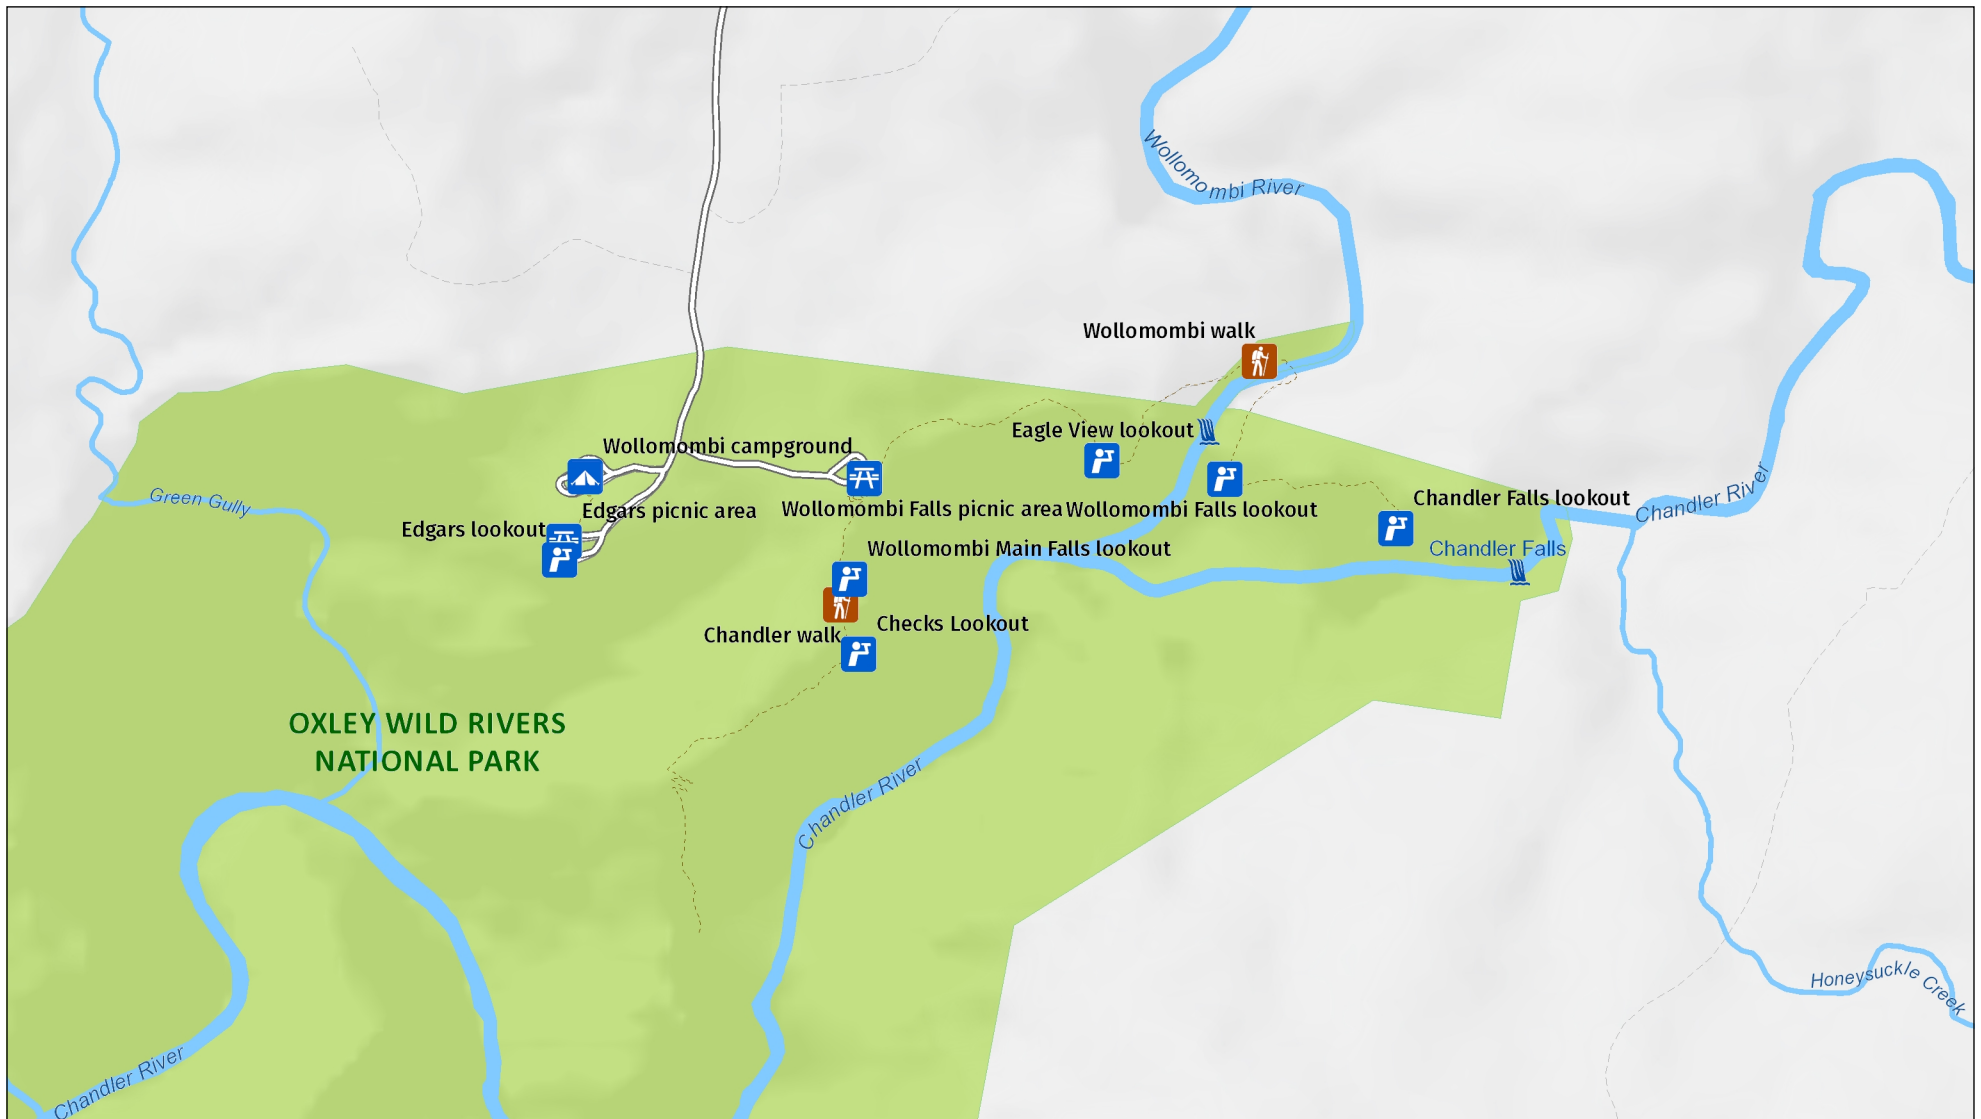 Wollomombi River
Wollomombi walk
Eagle View lookout
Wollomombi campground
Green Gully
Edgars picnic area
Edgars lookout
Wollomombi Falls picnic area
Wollomombi Falls lookout
Chandler Falls lookout
Chandler River
Wollomombi Main Falls lookout
Chandler Falls
Checks Lookout
Chandler walk
OXLEY WILD RIVERS
NATIONAL PARK
Chandler River
Honeysuckle Creek
Chandler River